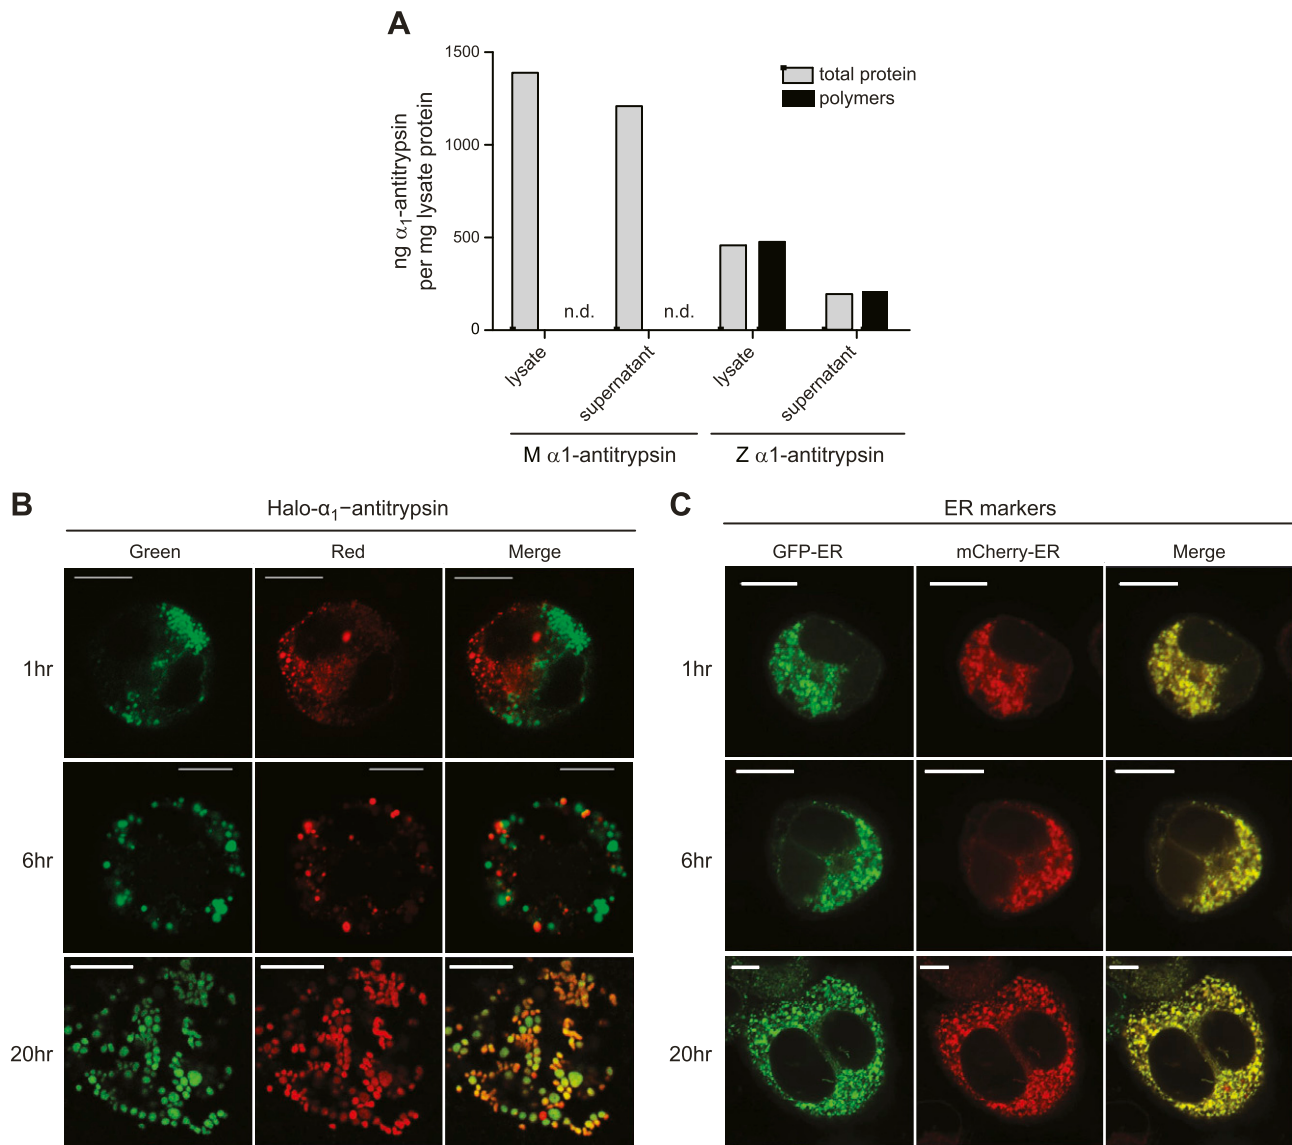 A
1500
1000
500
0
ng α1-antitrypsin
per mg lysate protein
total protein
polymers
n.d.
n.d.
lysate
supernatant
lysate
supernatant
M α1-antitrypsin
Z α1-antitrypsin
B
Halo-α1−antitrypsin
Green
Red
Merge
1hr
6hr
20hr
C
ER markers
GFP-ER
mCherry-ER
Merge
1hr
6hr
20hr